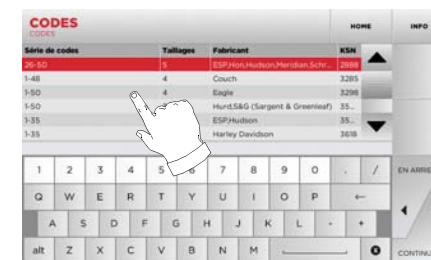 CODES
CODES
HOME INFO
Série de codes Taillages Fabricant KSN
26-50 5 ESP,Hon,Hudson,Meridian,Schr... 2888
1-48 4 Couch 3285
1-50 4 Eagle 3298
1-50 Hurd,S&G (Sargent & Greenleaf) 35...
1-35 ESP,Hudson 35...
1-35 Harley Davidson 3618
1 2 3 4 5 6 7 8 9 0 . /
EN ARRIE
Q W E R T Y U I O P ←
A S D F G H J K L - +
alt Z X C V B N M
CONTINU